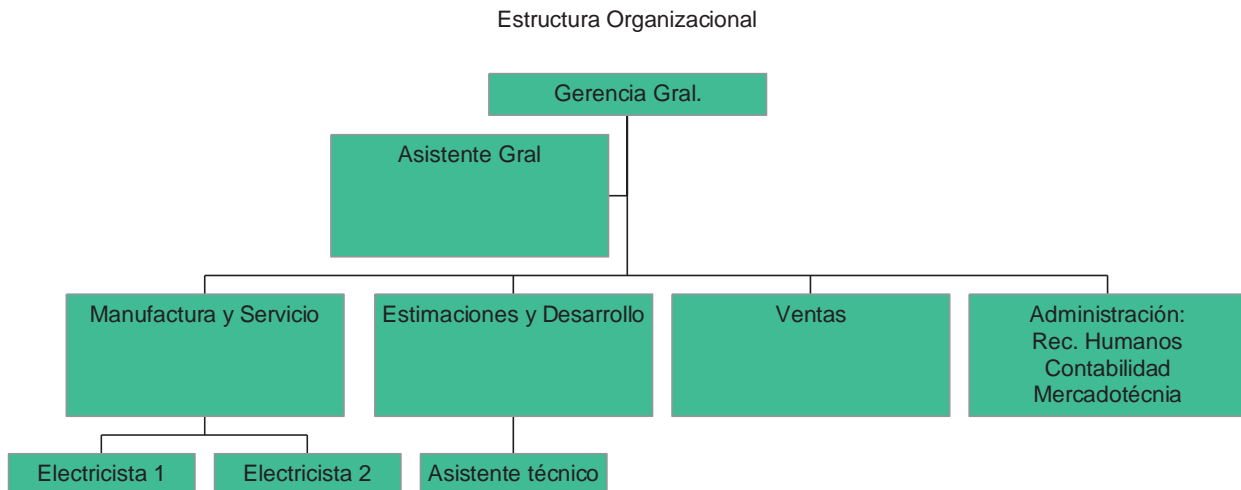 Estructura Organizacional
Gerencia Gral.
Asistente Gral
Manufactura y Servicio
Estimaciones y Desarrollo
Ventas
Administración:
Rec. Humanos
Contabilidad
Mercadotécnia
Electricista 1
Electricista 2
Asistente técnico